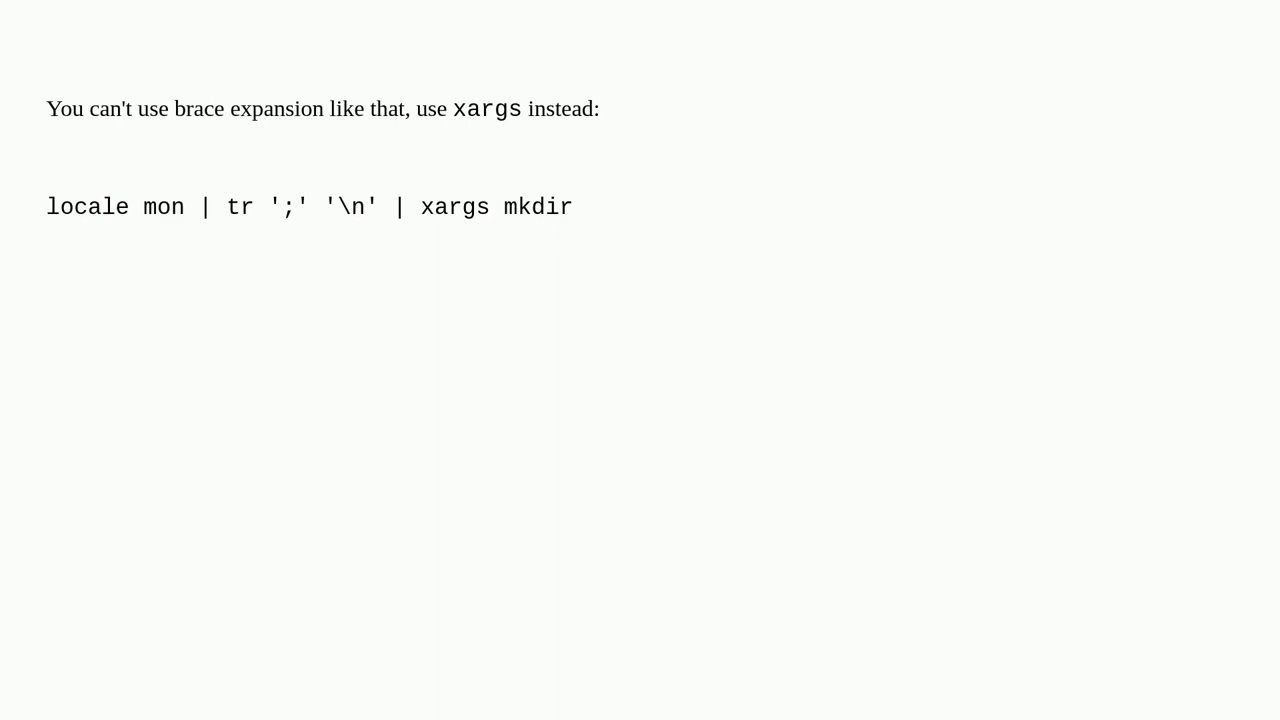 You can't use brace expansion like that, use xargs instead:
locale mon | tr ';' '\n' | xargs mkdir